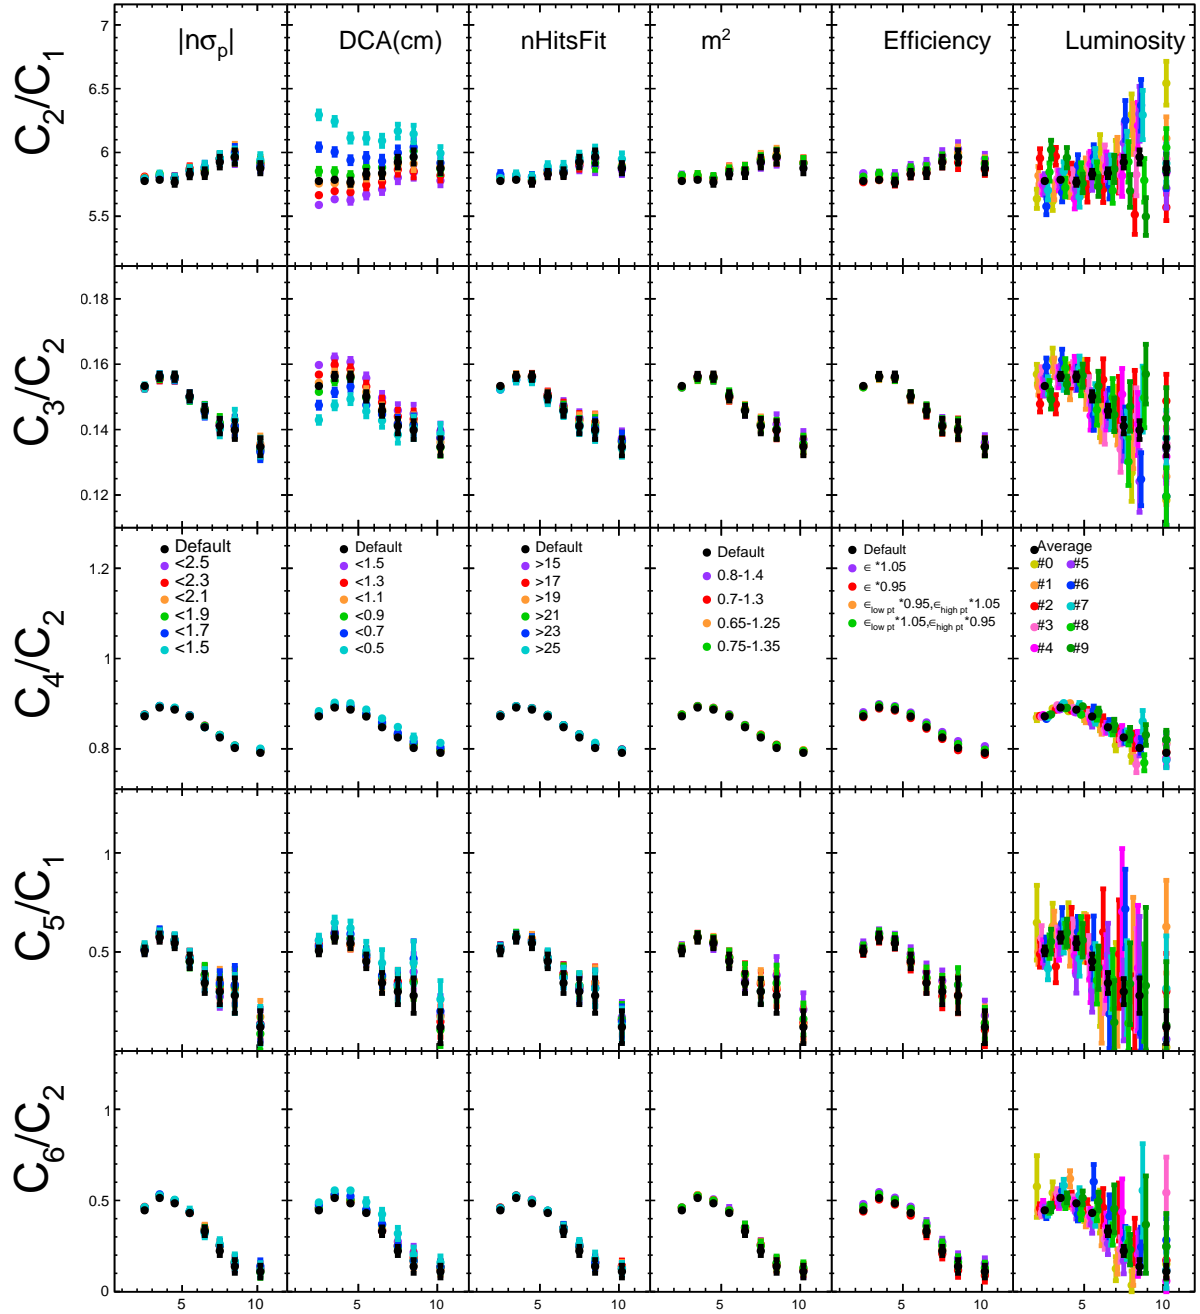 |nσp| DCA(cm) nHitsFit m² Efficiency Luminosity
C2/C1
7
6.5
6
5.5
C3/C2
0.18
0.16
0.14
0.12
C4/C2
1.2
1
0.8
Default
<2.5
<2.3
<2.1
<1.9
<1.7
<1.5
Default
<1.5
<1.3
<1.1
<0.9
<0.7
<0.5
Default
>15
>17
>19
>21
>23
>25
Default
0.8-1.4
0.7-1.3
0.65-1.25
0.75-1.35
Default
ϵ *1.05
ϵ *0.95
ϵlow pt *0.95,ϵhigh pt *1.05
ϵlow pt *1.05,ϵhigh pt *0.95
Average
#0 #5
#1 #6
#2 #7
#3 #8
#4 #9
C5/C1
1
0.5
C6/C2
1
0.5
0
5 10 5 10 5 10 5 10 5 10 5 10